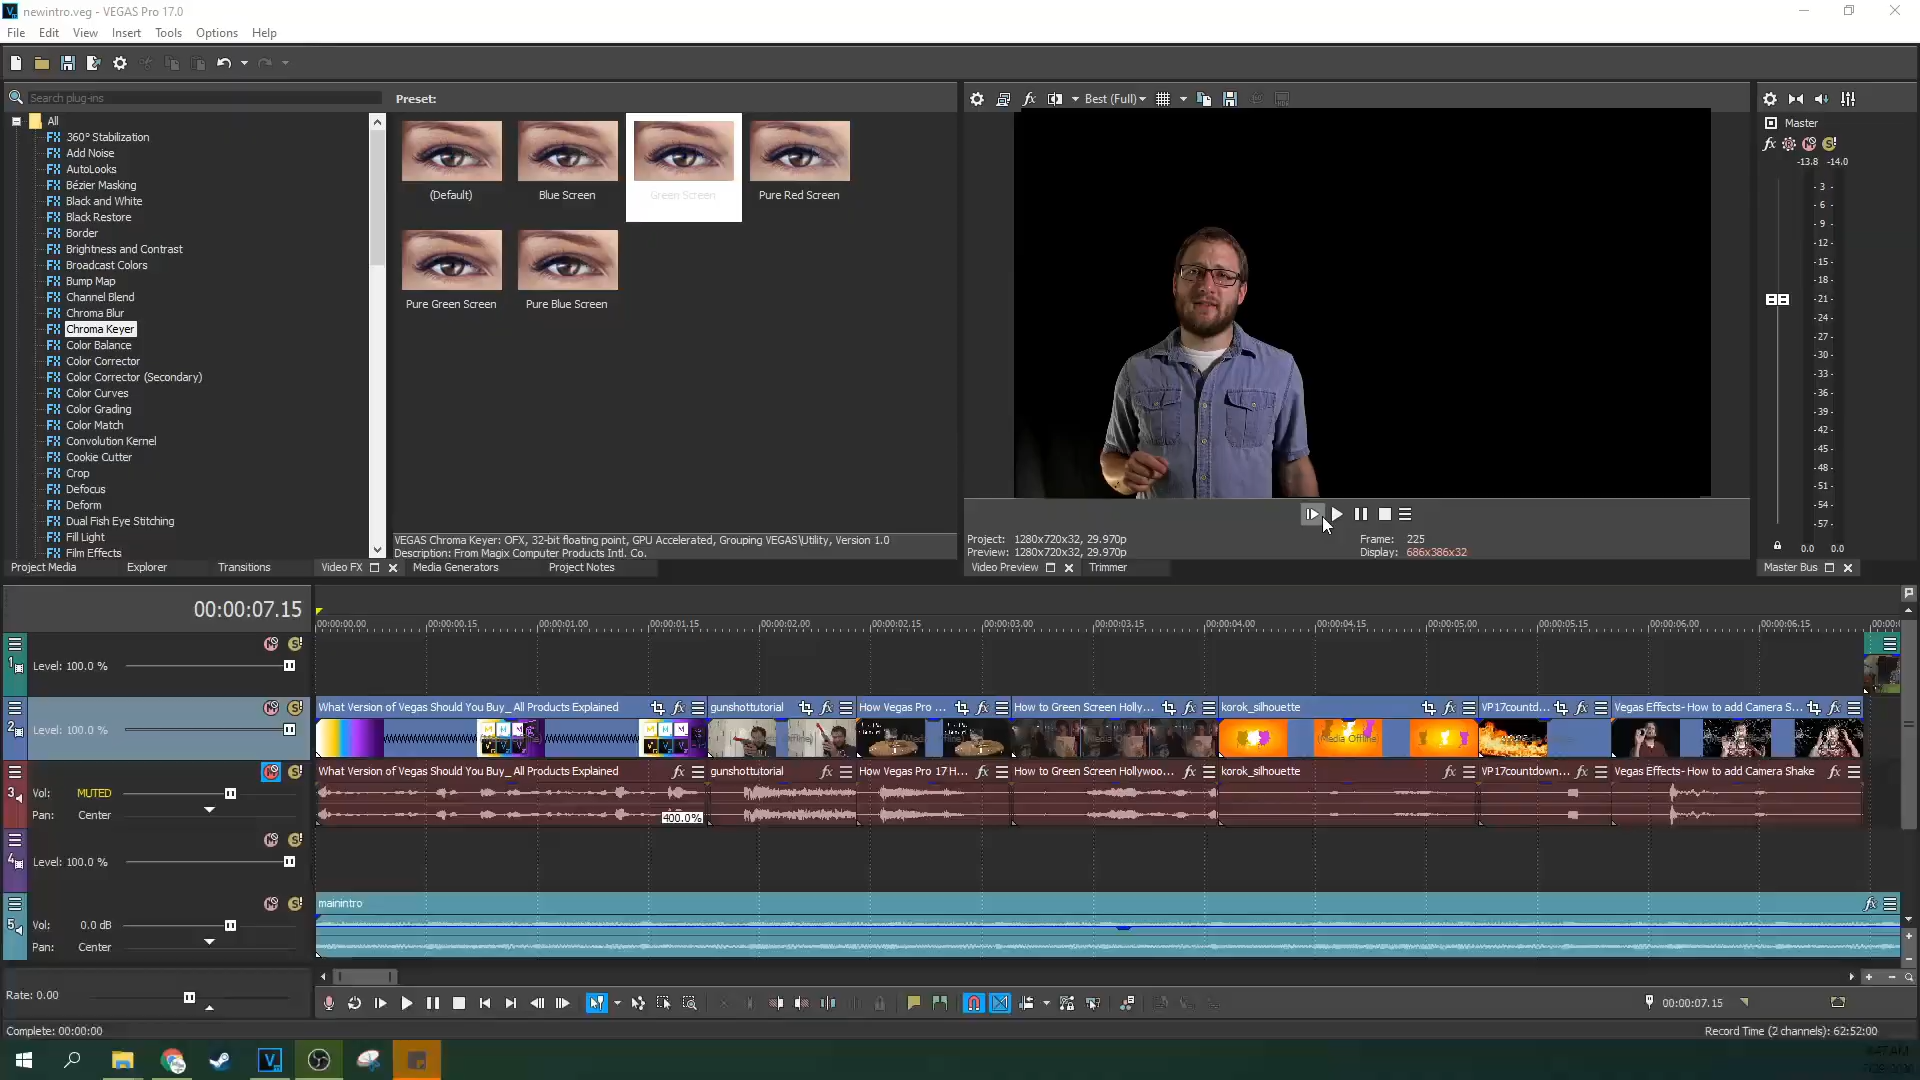 newintro.veg - VEGAS Pro 17.0
File Edit View Insert Tools Options Help
Search plug-ins
Preset:
Best (Full)
All
360° Stabilization
Add Noise
AutoLooks
Bézier Masking
Black and White
Black Restore
Border
Brightness and Contrast
Broadcast Colors
Bump Map
Channel Blend
Chroma Blur
Chroma Keyer
Color Balance
Color Corrector
Color Corrector (Secondary)
Color Curves
Color Grading
Color Match
Convolution Kernel
Cookie Cutter
Crop
Defocus
Deform
Dual Fish Eye Stitching
Fill Light
Film Effects
(Default) Blue Screen Green Screen Pure Red Screen
Pure Green Screen Pure Blue Screen
VEGAS Chroma Keyer: OFX, 32-bit floating point, GPU Accelerated, Grouping VEGAS\Utility, Version 1.0
Description: From Magix Computer Products Intl. Co.
Project Media Explorer Transitions Video FX Media Generators Project Notes
Project: 1280x720x32, 29.970p
Preview: 1280x720x32, 29.970p
Frame: 225
Display: 686x386x32
Video Preview Trimmer
Master
-13.8 -14.0
- 3 -
- 6 -
- 9 -
- 12 -
- 15 -
- 18 -
- 21 -
- 24 -
- 27 -
- 30 -
- 33 -
- 36 -
- 39 -
- 42 -
- 45 -
- 48 -
- 51 -
- 54 -
- 57 -
0.0 0.0
Master Bus
00:00:07.15
00:00:00.00 00:00:00.15 00:00:01.00 00:00:01.15 00:00:02.00 00:00:02.15 00:00:03.00 00:00:03.15 00:00:04.00 00:00:04.15 00:00:05.00 00:00:05.15 00:00:06.00 00:00:06.15 00:00:0
1
Level: 100.0 %
2
Level: 100.0 %
What Version of Vegas Should You Buy_ All Products Explained gunshottutorial How Vegas Pro ... How to Green Screen Holly... korok_silhouette VP17countd... Vegas Effects- How to add Camera S...
(Media Offline)
3
Vol: MUTED
Pan: Center
What Version of Vegas Should You Buy_ All Products Explained gunshottutorial How Vegas Pro 17 H... How to Green Screen Hollywoo... korok_silhouette VP17countdown... Vegas Effects- How to add Camera Shake
400.0%
4
Level: 100.0 %
5
Vol: 0.0 dB
Pan: Center
mainintro
Rate: 0.00
00:00:07.15
Complete: 00:00:00
Record Time (2 channels): 62:52:00